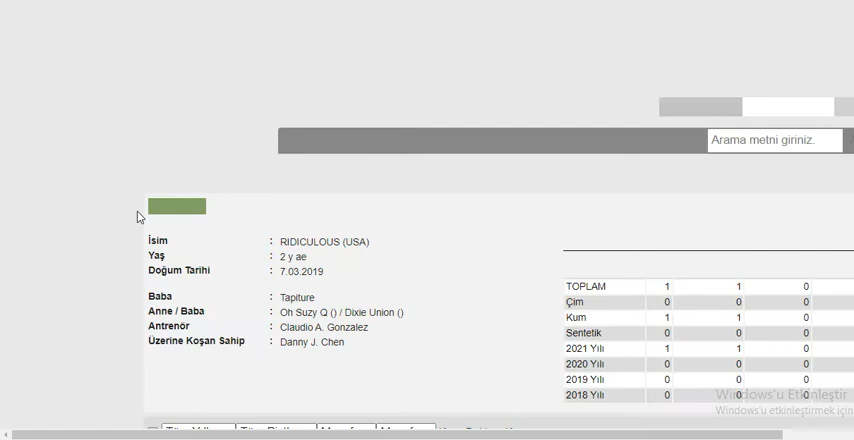 Arama metni giriniz.
İsim : RIDICULOUS (USA)
Yaş : 2 y ae
Doğum Tarihi : 7.03.2019
Baba : Tapiture
Anne / Baba : Oh Suzy Q () / Dixie Union ()
Antrenör : Claudio A. Gonzalez
Üzerine Koşan Sahip : Danny J. Chen
TOPLAM 1 1 0
Çim 0 0 0
Kum 1 1 0
Sentetik 0 0 0
2021 Yılı 1 1 0
2020 Yılı 0 0 0
2019 Yılı 0 0 0
2018 Yılı 0 0 0
Windows'u Etkinleştir
Windows'u etkinleştirmek için